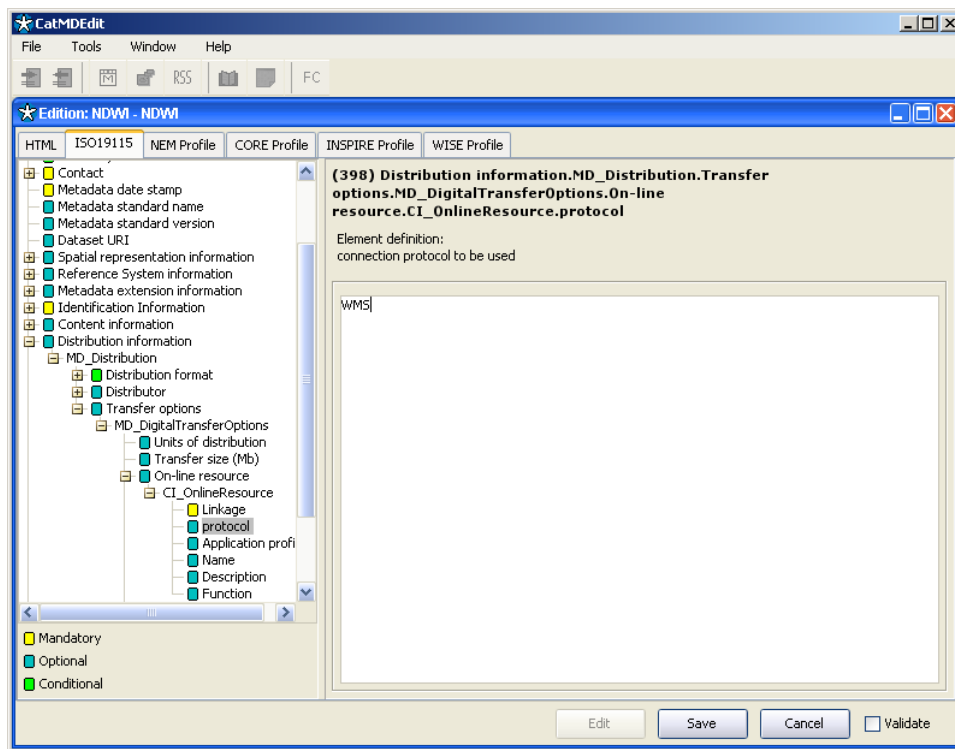 CatMDEdit
File Tools Window Help
RSS FC
Edition: NDWI - NDWI
HTML ISO19115 NEM Profile CORE Profile INSPIRE Profile WISE Profile
Contact
Metadata date stamp
Metadata standard name
Metadata standard version
Dataset URI
Spatial representation information
Reference System information
Metadata extension information
Identification Information
Content information
Distribution information
MD_Distribution
Distribution format
Distributor
Transfer options
MD_DigitalTransferOptions
Units of distribution
Transfer size (Mb)
On-line resource
CI_OnlineResource
Linkage
protocol
Application profi
Name
Description
Function
Mandatory
Optional
Conditional
(398) Distribution information.MD_Distribution.Transfer
options.MD_DigitalTransferOptions.On-line
resource.CI_OnlineResource.protocol
Element definition:
connection protocol to be used
WMS
Edit Save Cancel Validate